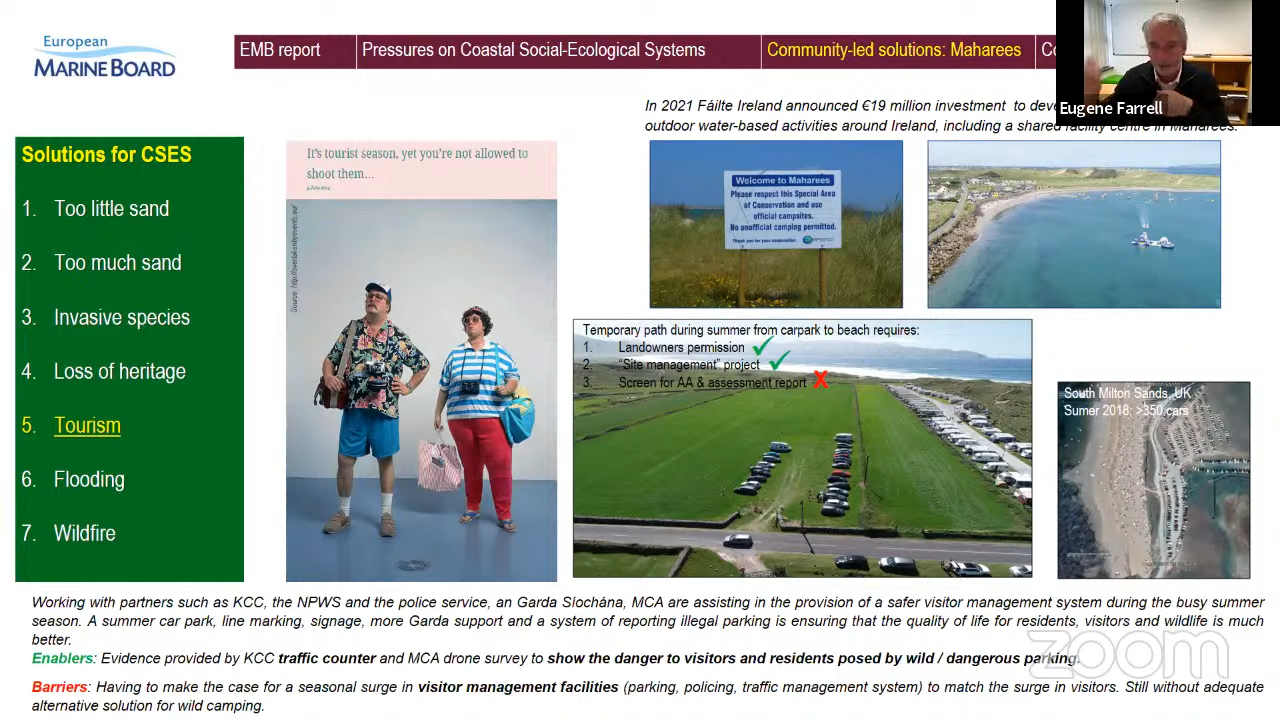 European
MARINE BOARD
EMB report
Pressures on Coastal Social-Ecological Systems
Community-led solutions: Maharees
Eugene Farrell
In 2021 Fáilte Ireland announced €19 million investment to
outdoor water-based activities around Ireland, including a shared facility centre in Maharees.
Solutions for CSES
1. Too little sand
2. Too much sand
3. Invasive species
4. Loss of heritage
5. Tourism
6. Flooding
7. Wildfire
It's tourist season, yet you're not allowed to
shoot them…
Welcome to Maharees
Please respect this Special Area
of Conservation and use
official campsites.
No unofficial camping permitted.
Thank you for your cooperation
Temporary path during summer from carpark to beach requires:
1. Landowners permission
2. "Site management" project
3. Screen for AA & assessment report X
South Milton Sands, UK
Sumer 2018: >350 cars
Working with partners such as KCC, the NPWS and the police service, an Garda Síochána, MCA are assisting in the provision of a safer visitor management system during the busy summer
season. A summer car park, line marking, signage, more Garda support and a system of reporting illegal parking is ensuring that the quality of life for residents, visitors and wildlife is much
better.
Enablers: Evidence provided by KCC traffic counter and MCA drone survey to show the danger to visitors and residents posed by wild / dangerous parking.
Barriers: Having to make the case for a seasonal surge in visitor management facilities (parking, policing, traffic management system) to match the surge in visitors. Still without adequate
alternative solution for wild camping.
zoom